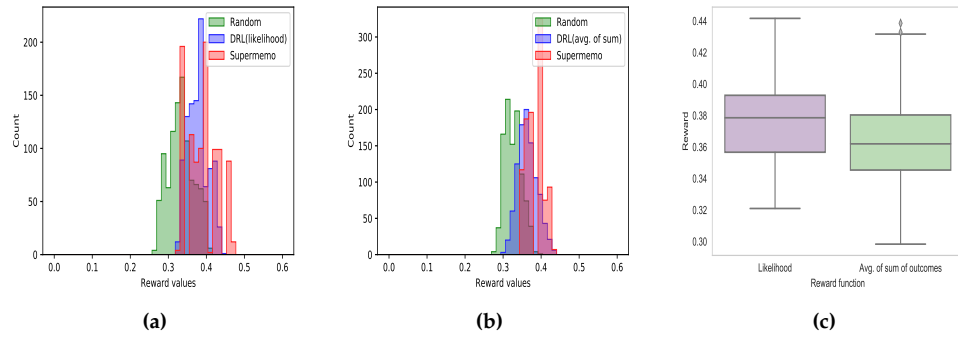 Random
DRL(likelihood)
Supermemo
200
150
100
50
0
Count
0.0 0.1 0.2 0.3 0.4 0.5 0.6
Reward values
(a)
Random
DRL(avg. of sum)
Supermemo
300
250
200
150
100
50
0
Count
0.0 0.1 0.2 0.3 0.4 0.5 0.6
Reward values
(b)
0.44
0.42
0.40
0.38
0.36
0.34
0.32
0.30
Reward
Likelihood Avg. of sum of outcomes
Reward function
(c)